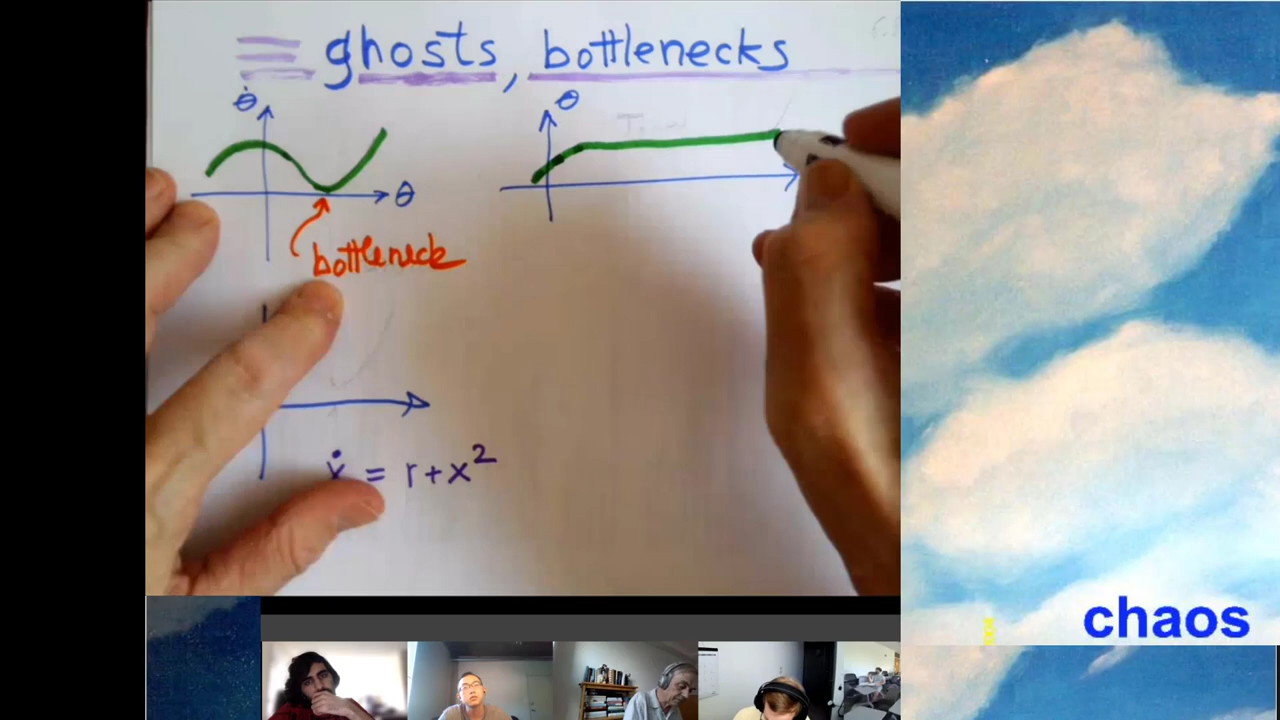 ghosts, bottlenecks
θ̇
θ
θ
bottleneck
ẋ = r + x²
chaos